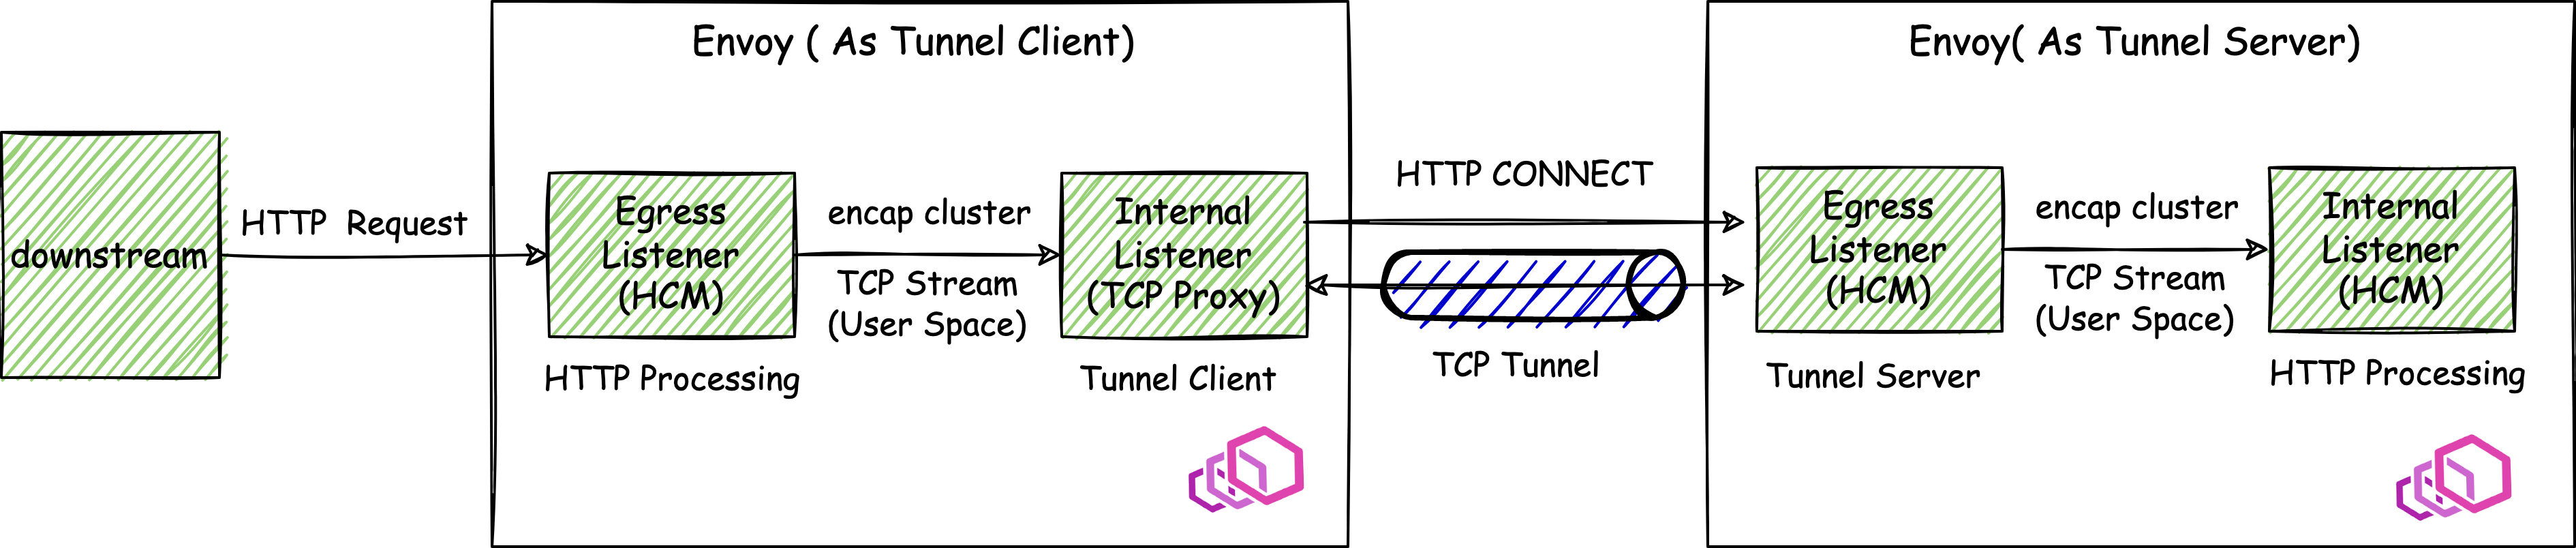 Envoy ( As Tunnel Client)
Envoy( As Tunnel Server)
downstream
HTTP Request
Egress
Listener
(HCM)
HTTP Processing
encap cluster
TCP Stream
(User Space)
Internal
Listener
(TCP Proxy)
Tunnel Client
HTTP CONNECT
TCP Tunnel
Egress
Listener
(HCM)
Tunnel Server
encap cluster
TCP Stream
(User Space)
Internal
Listener
(HCM)
HTTP Processing